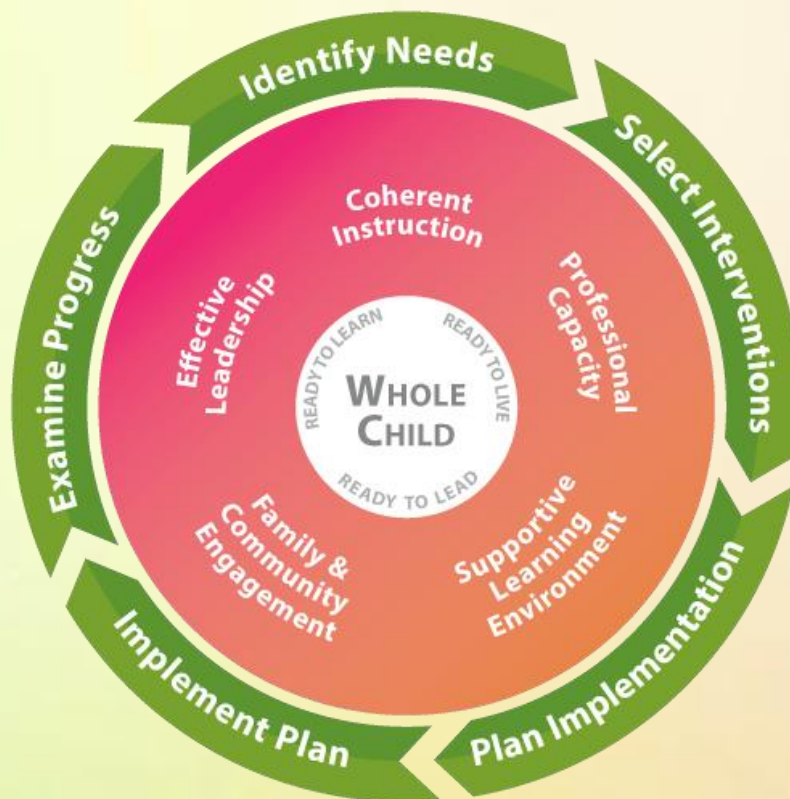 Identify Needs
Select Interventions
Plan Implementation
Implement Plan
Examine Progress
Coherent
Instruction
Professional
Capacity
Supportive
Learning
Environment
Family &
Community
Engagement
Effective
Leadership
READY TO LEARN
READY TO LIVE
READY TO LEAD
WHOLE
CHILD